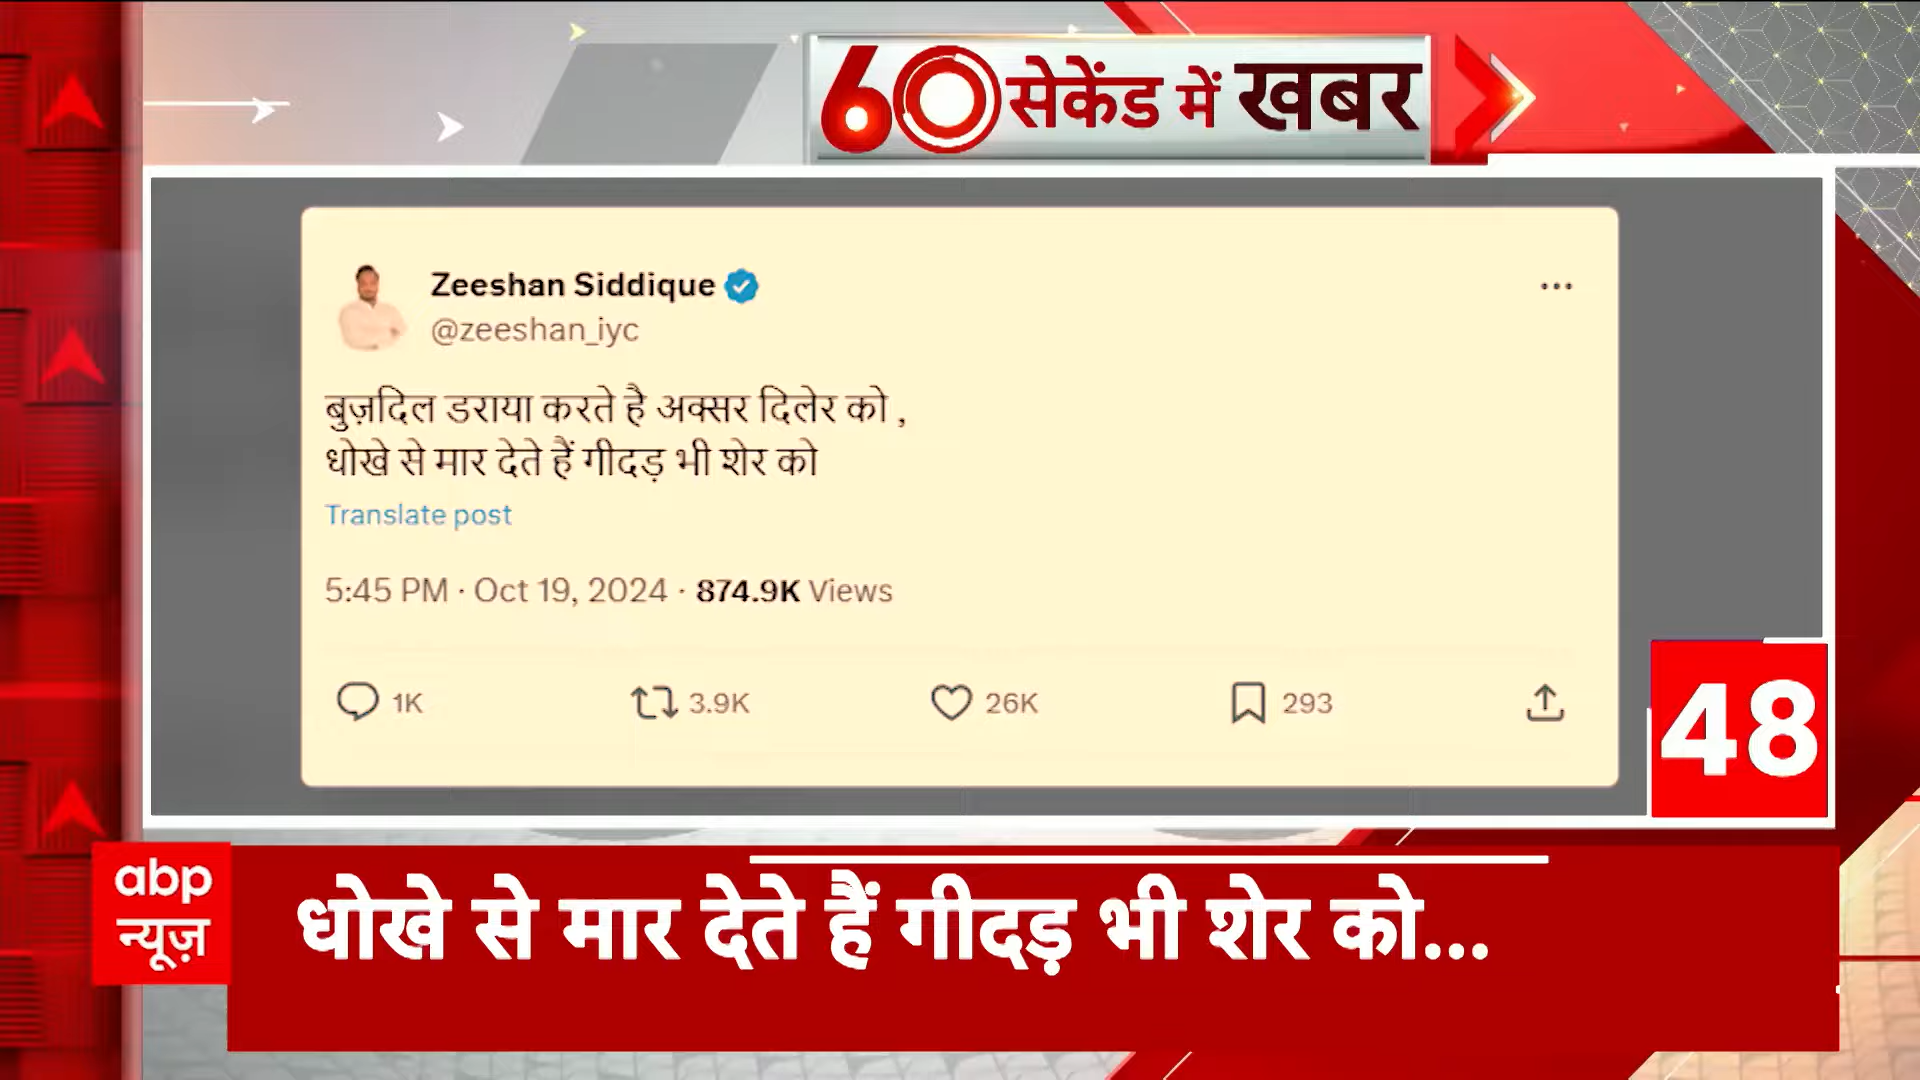 60 सेकेंड में खबर
Zeeshan Siddique
@zeeshan_iyc
बुज़दिल डराया करते है अक्सर दिलेर को ,
धोखे से मार देते हैं गीदड़ भी शेर को
Translate post
5:45 PM · Oct 19, 2024 · 874.9K Views
1K
3.9K
26K
293
48
abp
न्यूज़
धोखे से मार देते हैं गीदड़ भी शेर को...